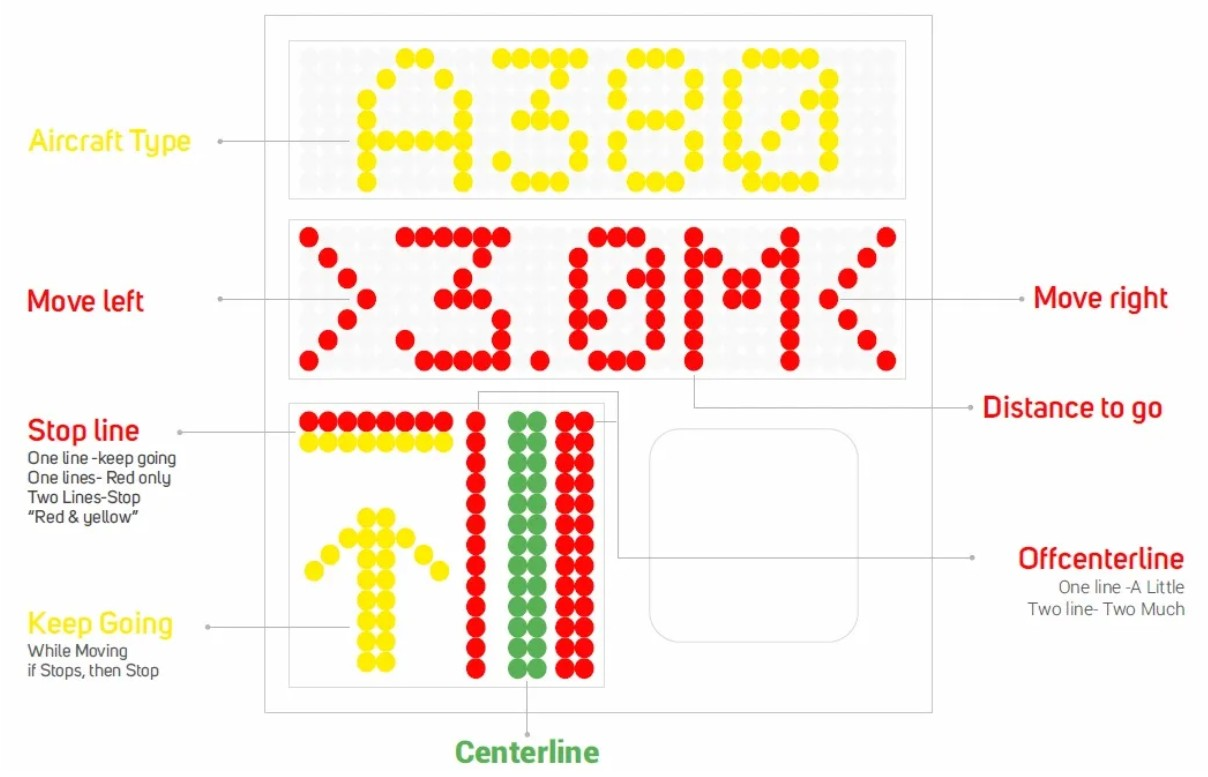 A380
Aircraft Type
>3.0M<
Move left
Move right
Distance to go
Stop line
One line -keep going
One lines- Red only
Two Lines-Stop
“Red & yellow”
Offcenterline
One line -A Little
Two line- Two Much
Keep Going
While Moving
if Stops, then Stop
Centerline